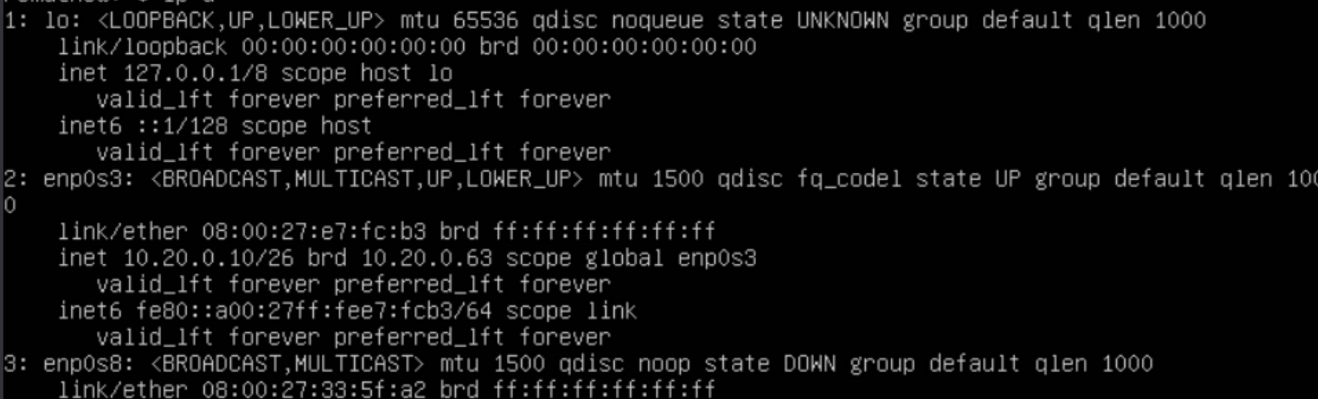 1: lo: <LOOPBACK,UP,LOWER_UP> mtu 65536 qdisc noqueue state UNKNOWN group default qlen 1000
link/loopback 00:00:00:00:00:00 brd 00:00:00:00:00:00
inet 127.0.0.1/8 scope host lo
valid_lft forever preferred_lft forever
inet6 ::1/128 scope host
valid_lft forever preferred_lft forever
2: enp0s3: <BROADCAST,MULTICAST,UP,LOWER_UP> mtu 1500 qdisc fq_codel state UP group default qlen 100
0
link/ether 08:00:27:e7:fc:b3 brd ff:ff:ff:ff:ff:ff
inet 10.20.0.10/26 brd 10.20.0.63 scope global enp0s3
valid_lft forever preferred_lft forever
inet6 fe80::a00:27ff:fee7:fcb3/64 scope link
valid_lft forever preferred_lft forever
3: enp0s8: <BROADCAST,MULTICAST> mtu 1500 qdisc noop state DOWN group default qlen 1000
link/ether 08:00:27:33:5f:a2 brd ff:ff:ff:ff:ff:ff